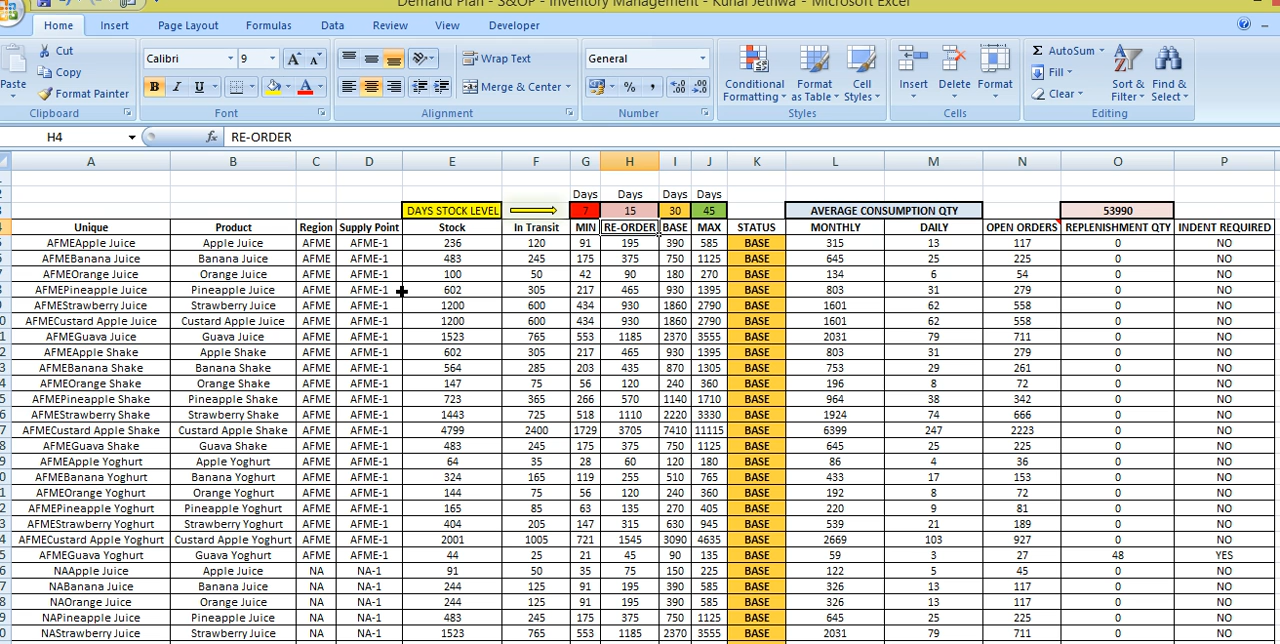 Demand Plan - S&OP - Inventory Management - Kunal Jethwa - Microsoft Excel
Home Insert Page Layout Formulas Data Review View Developer
Cut Calibri 9 Wrap Text General Σ AutoSum
Copy Fill
Paste Format Painter B I U A Merge & Center % , Conditional Formatting Format as Table Cell Styles Insert Delete Format Clear Sort & Filter Find & Select
Clipboard Font Alignment Number Styles Cells Editing
H4 fx RE-ORDER
A B C D E F G H I J K L M N O P
Days Days Days Days
DAYS STOCK LEVEL 7 15 30 45 AVERAGE CONSUMPTION QTY 53990
Unique Product Region Supply Point Stock In Transit MIN RE-ORDER BASE MAX STATUS MONTHLY DAILY OPEN ORDERS REPLENISHMENT QTY INDENT REQUIRED
AFMEApple Juice Apple Juice AFME AFME-1 236 120 91 195 390 585 BASE 315 13 117 0 NO
AFMEBanana Juice Banana Juice AFME AFME-1 483 245 175 375 750 1125 BASE 645 25 225 0 NO
AFMEOrange Juice Orange Juice AFME AFME-1 100 50 42 90 180 270 BASE 134 6 54 0 NO
AFMEPineapple Juice Pineapple Juice AFME AFME-1 602 305 217 465 930 1395 BASE 803 31 279 0 NO
AFMEStrawberry Juice Strawberry Juice AFME AFME-1 1200 600 434 930 1860 2790 BASE 1601 62 558 0 NO
AFMECustard Apple Juice Custard Apple Juice AFME AFME-1 1200 600 434 930 1860 2790 BASE 1601 62 558 0 NO
AFMEGuava Juice Guava Juice AFME AFME-1 1523 765 553 1185 2370 3555 BASE 2031 79 711 0 NO
AFMEApple Shake Apple Shake AFME AFME-1 602 305 217 465 930 1395 BASE 803 31 279 0 NO
AFMEBanana Shake Banana Shake AFME AFME-1 564 285 203 435 870 1305 BASE 753 29 261 0 NO
AFMEOrange Shake Orange Shake AFME AFME-1 147 75 56 120 240 360 BASE 196 8 72 0 NO
AFMEPineapple Shake Pineapple Shake AFME AFME-1 723 365 266 570 1140 1710 BASE 964 38 342 0 NO
AFMEStrawberry Shake Strawberry Shake AFME AFME-1 1443 725 518 1110 2220 3330 BASE 1924 74 666 0 NO
AFMECustard Apple Shake Custard Apple Shake AFME AFME-1 4799 2400 1729 3705 7410 11115 BASE 6399 247 2223 0 NO
AFMEGuava Shake Guava Shake AFME AFME-1 483 245 175 375 750 1125 BASE 645 25 225 0 NO
AFMEApple Yoghurt Apple Yoghurt AFME AFME-1 64 35 28 60 120 180 BASE 86 4 36 0 NO
AFMEBanana Yoghurt Banana Yoghurt AFME AFME-1 324 165 119 255 510 765 BASE 433 17 153 0 NO
AFMEOrange Yoghurt Orange Yoghurt AFME AFME-1 144 75 56 120 240 360 BASE 192 8 72 0 NO
AFMEPineapple Yoghurt Pineapple Yoghurt AFME AFME-1 165 85 63 135 270 405 BASE 220 9 81 0 NO
AFMEStrawberry Yoghurt Strawberry Yoghurt AFME AFME-1 404 205 147 315 630 945 BASE 539 21 189 0 NO
AFMECustard Apple Yoghurt Custard Apple Yoghurt AFME AFME-1 2001 1005 721 1545 3090 4635 BASE 2669 103 927 0 NO
AFMEGuava Yoghurt Guava Yoghurt AFME AFME-1 44 25 21 45 90 135 BASE 59 3 27 48 YES
NAApple Juice Apple Juice NA NA-1 91 50 35 75 150 225 BASE 122 5 45 0 NO
NABanana Juice Banana Juice NA NA-1 244 125 91 195 390 585 BASE 326 13 117 0 NO
NAOrange Juice Orange Juice NA NA-1 244 125 91 195 390 585 BASE 326 13 117 0 NO
NAPineapple Juice Pineapple Juice NA NA-1 483 245 175 375 750 1125 BASE 645 25 225 0 NO
NAStrawberry Juice Strawberry Juice NA NA-1 1523 765 553 1185 2370 3555 BASE 2031 79 711 0 NO